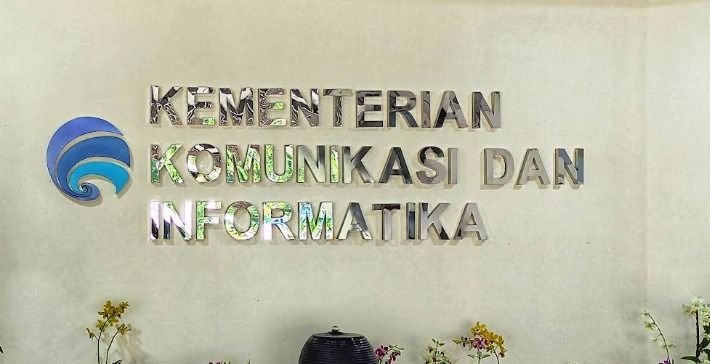 KEMENTERIAN
KOMUNIKASI DAN
INFORMATIKA